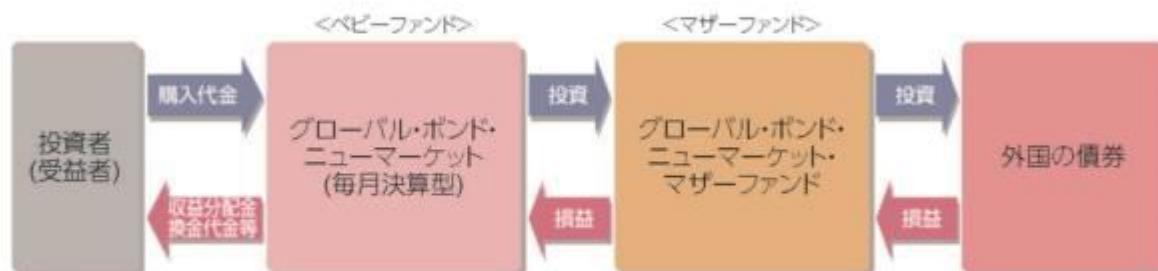 <ベビーファンド>
<マザーファンド>
投資者
(受益者)
購入代金
収益分配金
換金代金等
グローバル・ボンド・
ニューマーケット
(毎月決算型)
投資
損益
グローバル・ボンド・
ニューマーケット・
マザーファンド
投資
損益
外国の債券